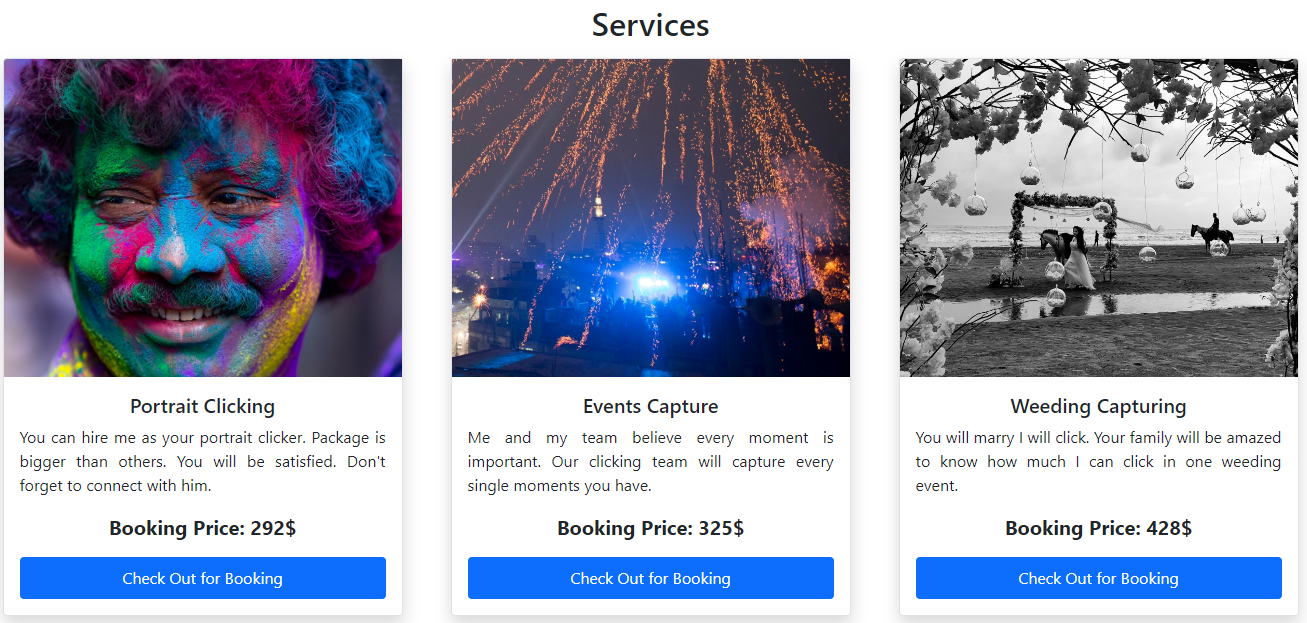 Services
Portrait Clicking
You can hire me as your portrait clicker. Package is
bigger than others. You will be satisfied. Don't
forget to connect with him.
Booking Price: 292$
Check Out for Booking
Events Capture
Me and my team believe every moment is
important. Our clicking team will capture every
single moments you have.
Booking Price: 325$
Check Out for Booking
Weeding Capturing
You will marry I will click. Your family will be amazed
to know how much I can click in one weeding
event.
Booking Price: 428$
Check Out for Booking